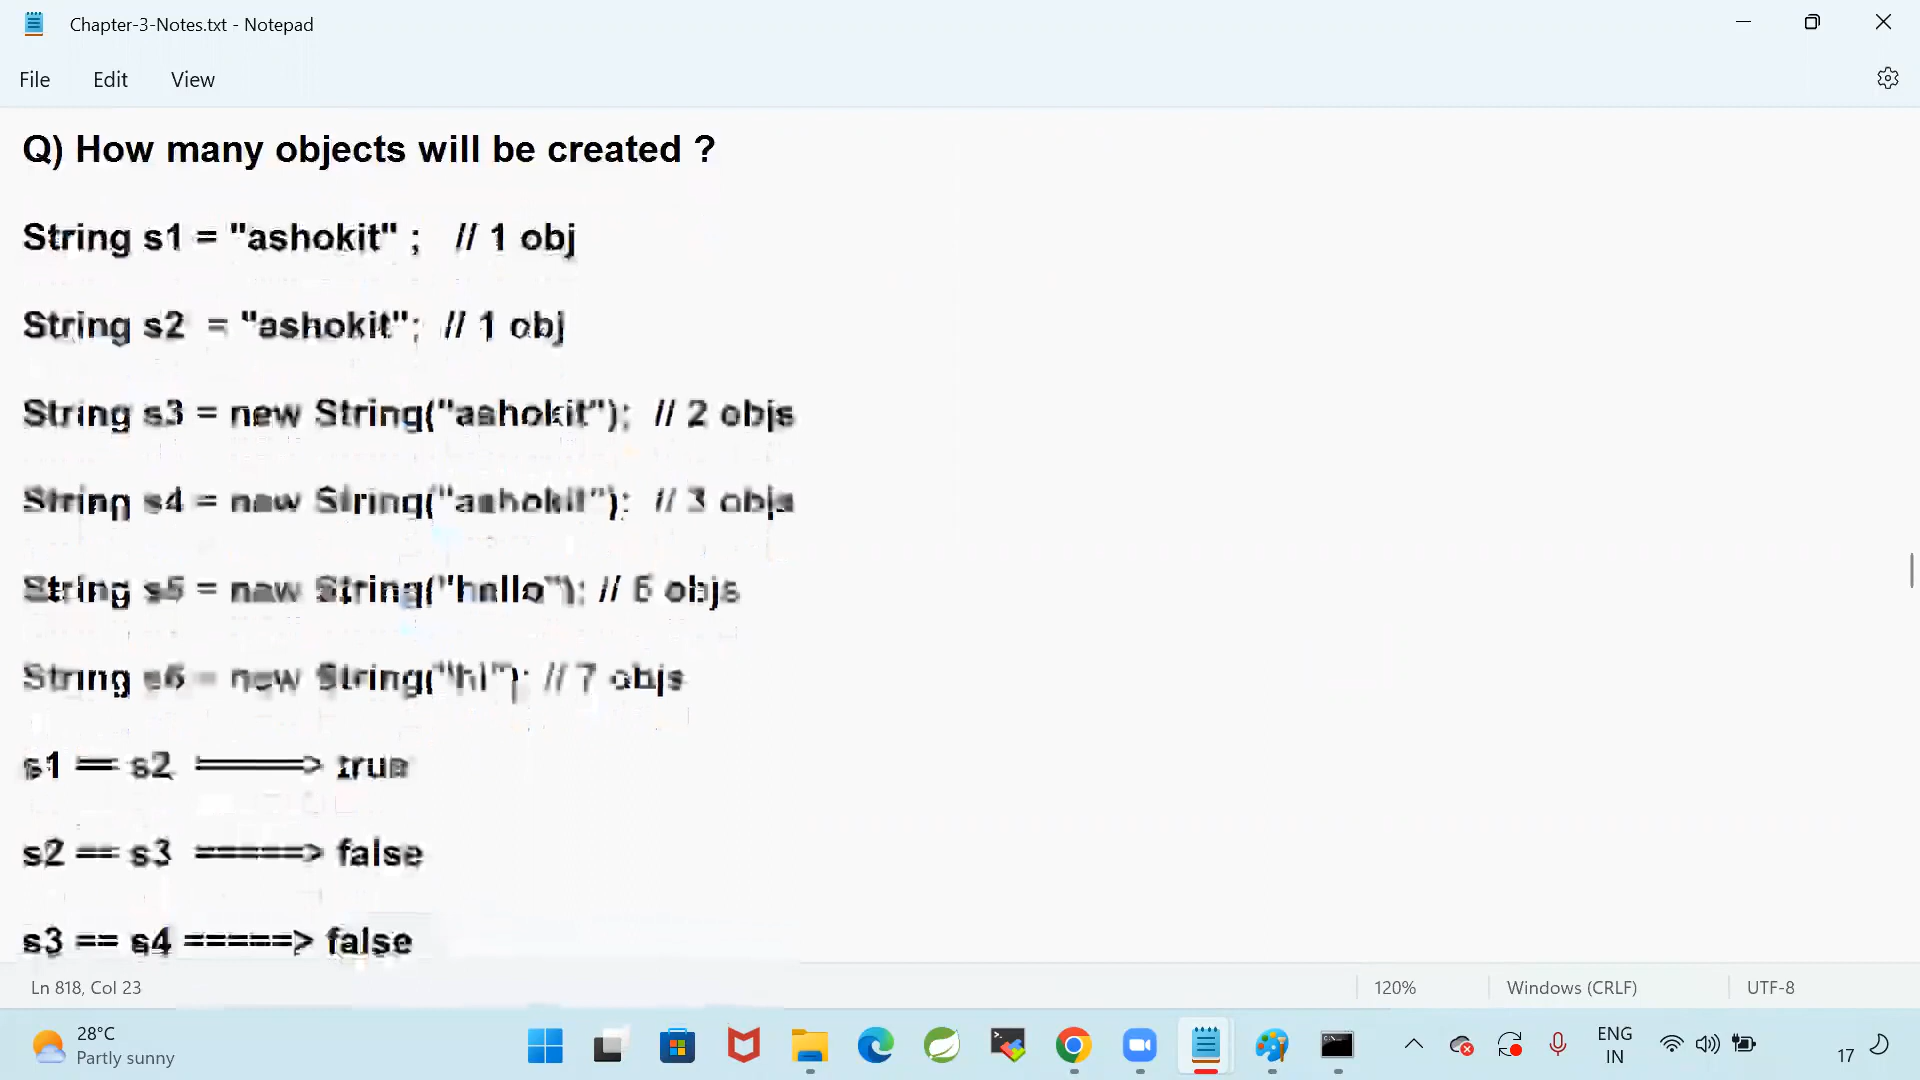 Chapter-3-Notes.txt - Notepad
File Edit View
Q) How many objects will be created ?
String s1 = "ashokit" ; // 1 obj
String s2 = "ashokit"; // 1 obj
String s3 = new String("ashokit"); // 2 objs
String s4 = new String("ashokit"); // 3 objs
String s5 = new String("hello"); // 5 objs
String s6 = new String("hi"); // 7 objs
s1 == s2 =====> true
s2 == s3 =====> false
s3 == s4 =====> false
Ln 818, Col 23 120% Windows (CRLF) UTF-8
28°C
Partly sunny
ENG
IN
17